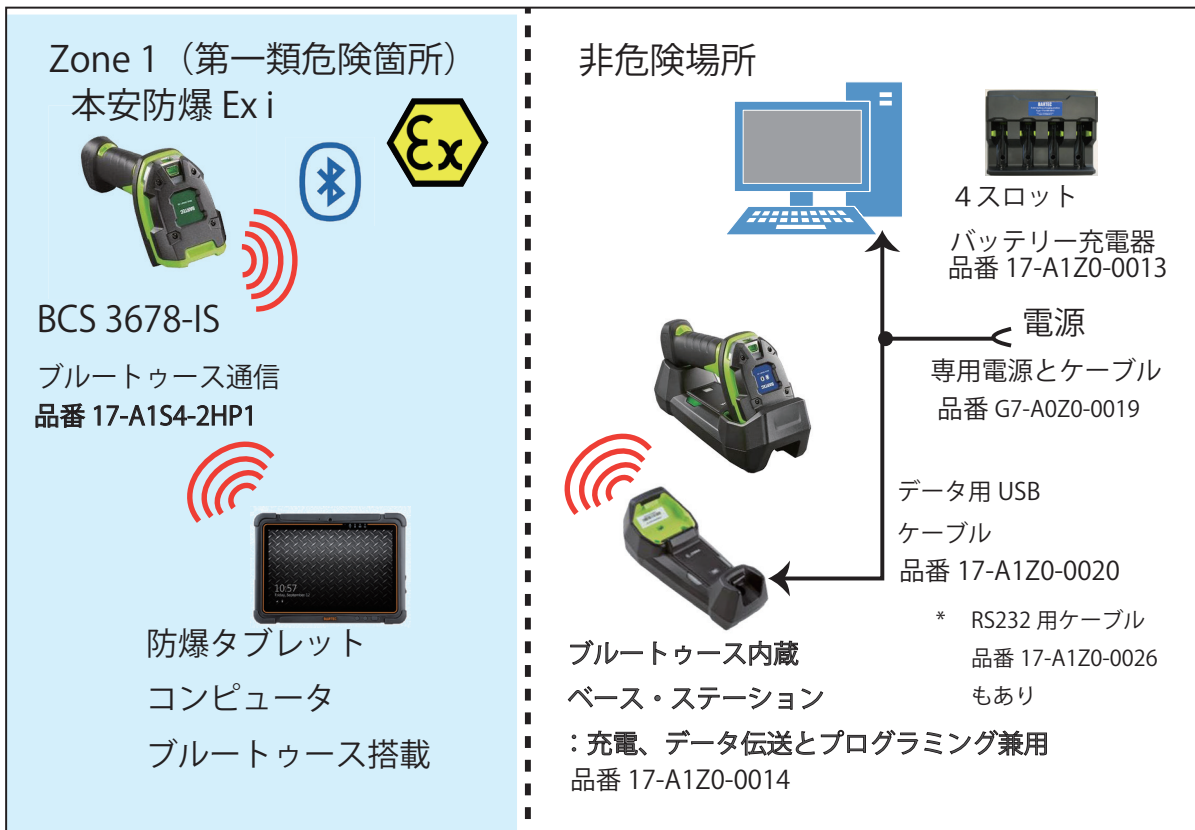 Zone 1（第一類危険箇所）
本安防爆 Ex i
εx
BCS 3678-IS
ブルートゥース通信
品番 17-A1S4-2HP1
10:57
防爆タブレット
コンピュータ
ブルートゥース搭載
非危険場所
BARTEC
4 スロット
バッテリー充電器
品番 17-A1Z0-0013
電源
専用電源とケーブル
品番 G7-A0Z0-0019
データ用 USB
ケーブル
品番 17-A1Z0-0020
* RS232 用ケーブル
品番 17-A1Z0-0026
もあり
ブルートゥース内蔵
ベース・ステーション
：充電、データ伝送とプログラミング兼用
品番 17-A1Z0-0014